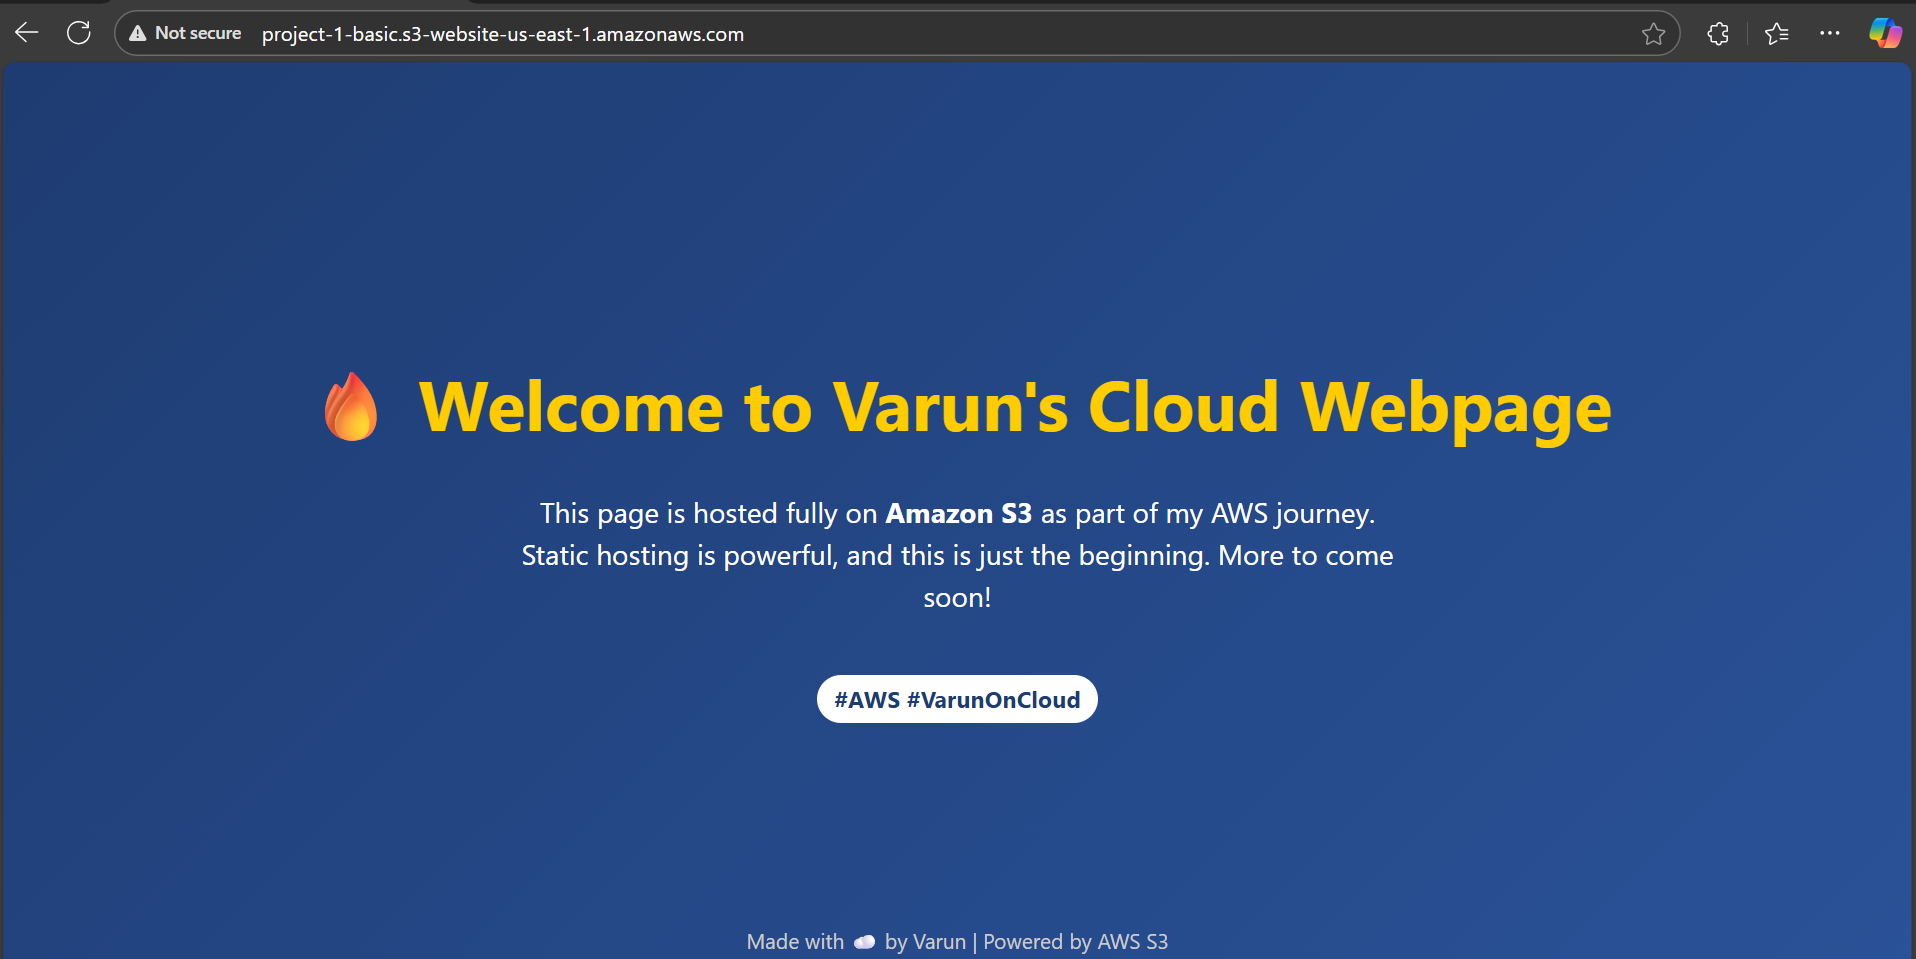 Not secure project-1-basic.s3-website-us-east-1.amazonaws.com
🔥 Welcome to Varun's Cloud Webpage
This page is hosted fully on Amazon S3 as part of my AWS journey.
Static hosting is powerful, and this is just the beginning. More to come
soon!
#AWS #VarunOnCloud
Made with ☁️ by Varun | Powered by AWS S3